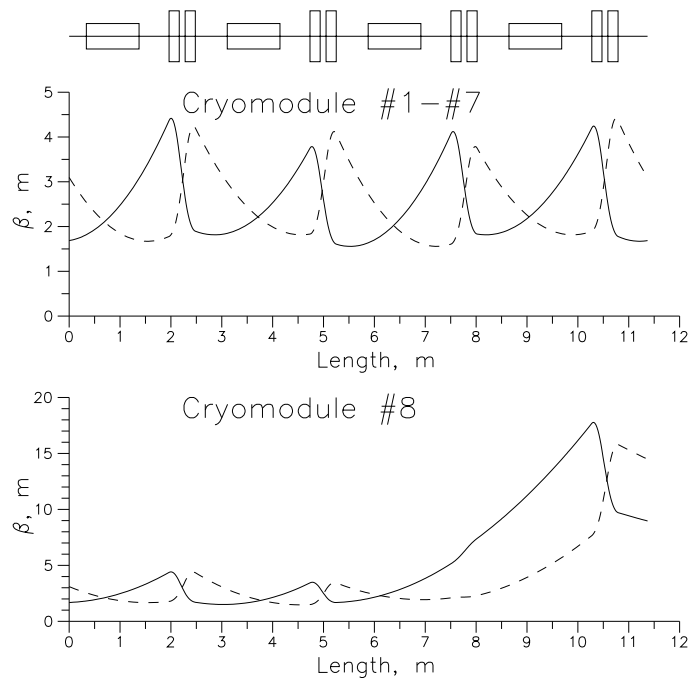 Cryomodule #1-#7
5
4
3
2
1
0
β, m
0 1 2 3 4 5 6 7 8 9 10 11 12
Length, m
Cryomodule #8
20
15
10
5
0
β, m
0 1 2 3 4 5 6 7 8 9 10 11 12
Length, m